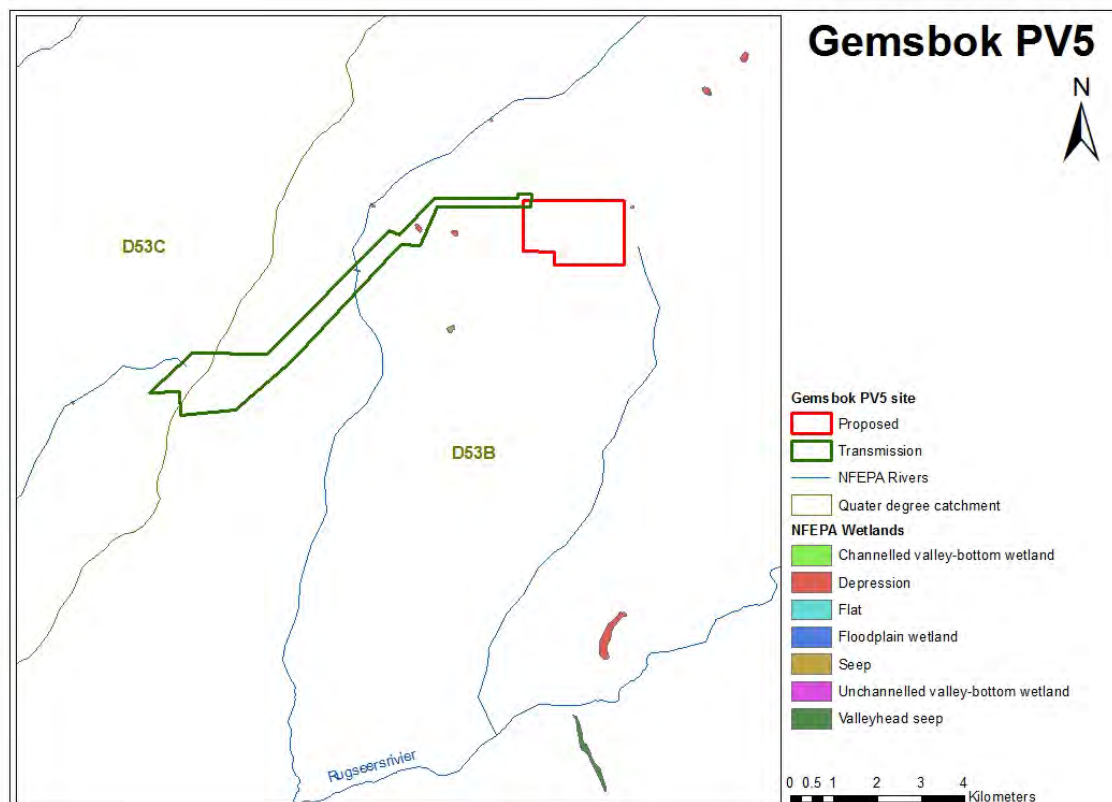 Gemsbok PV5
N
D53C
D53B
Rugseersrivier
Gemsbok PV5 site
Proposed
Transmission
NFEPA Rivers
Quater degree catchment
NFEPA Wetlands
Channelled valley-bottom wetland
Depression
Flat
Floodplain wetland
Seep
Unchannelled valley-bottom wetland
Valleyhead seep
0 0.5 1 2 3 4
Kilometers